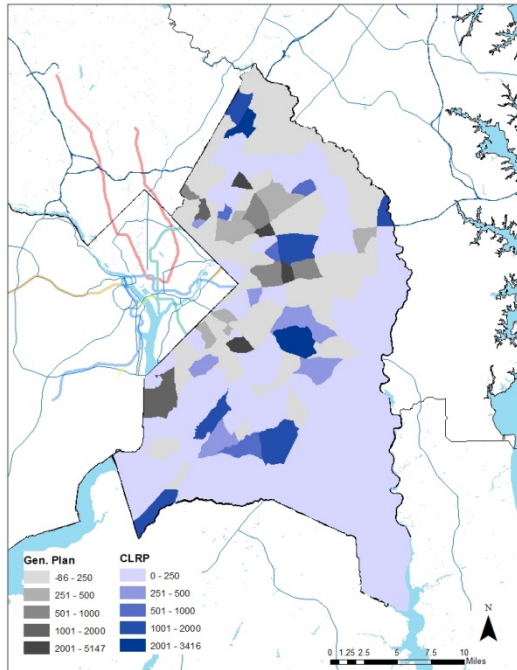 Gen. Plan CLRP
-86 - 250 0 - 250
251 - 500 251 - 500
501 - 1000 501 - 1000
1001 - 2000 1001 - 2000
2001 - 5147 2001 - 3416
N
0 1.25 2.5 5 7.5 10
Miles